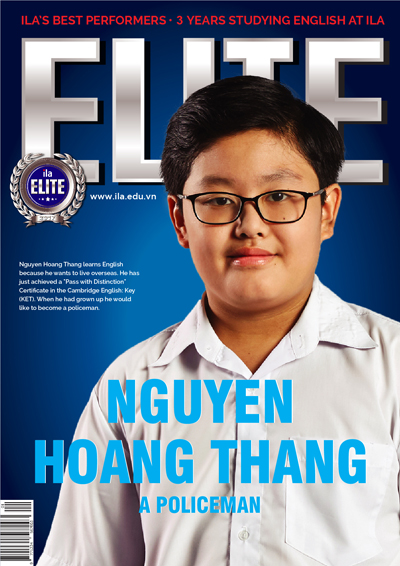 ILA'S BEST PERFORMERS • 3 YEARS STUDYING ENGLISH AT ILA
ELITE
ila
ELITE
2017
www.ila.edu.vn
Nguyen Hoang Thang learns English
because he wants to live overseas. He has
just achieved a "Pass with Distinction"
Certificate in the Cambridge English: Key
(KET). When he had grown up he would
like to become a policeman.
NGUYEN
HOANG THANG
A POLICEMAN